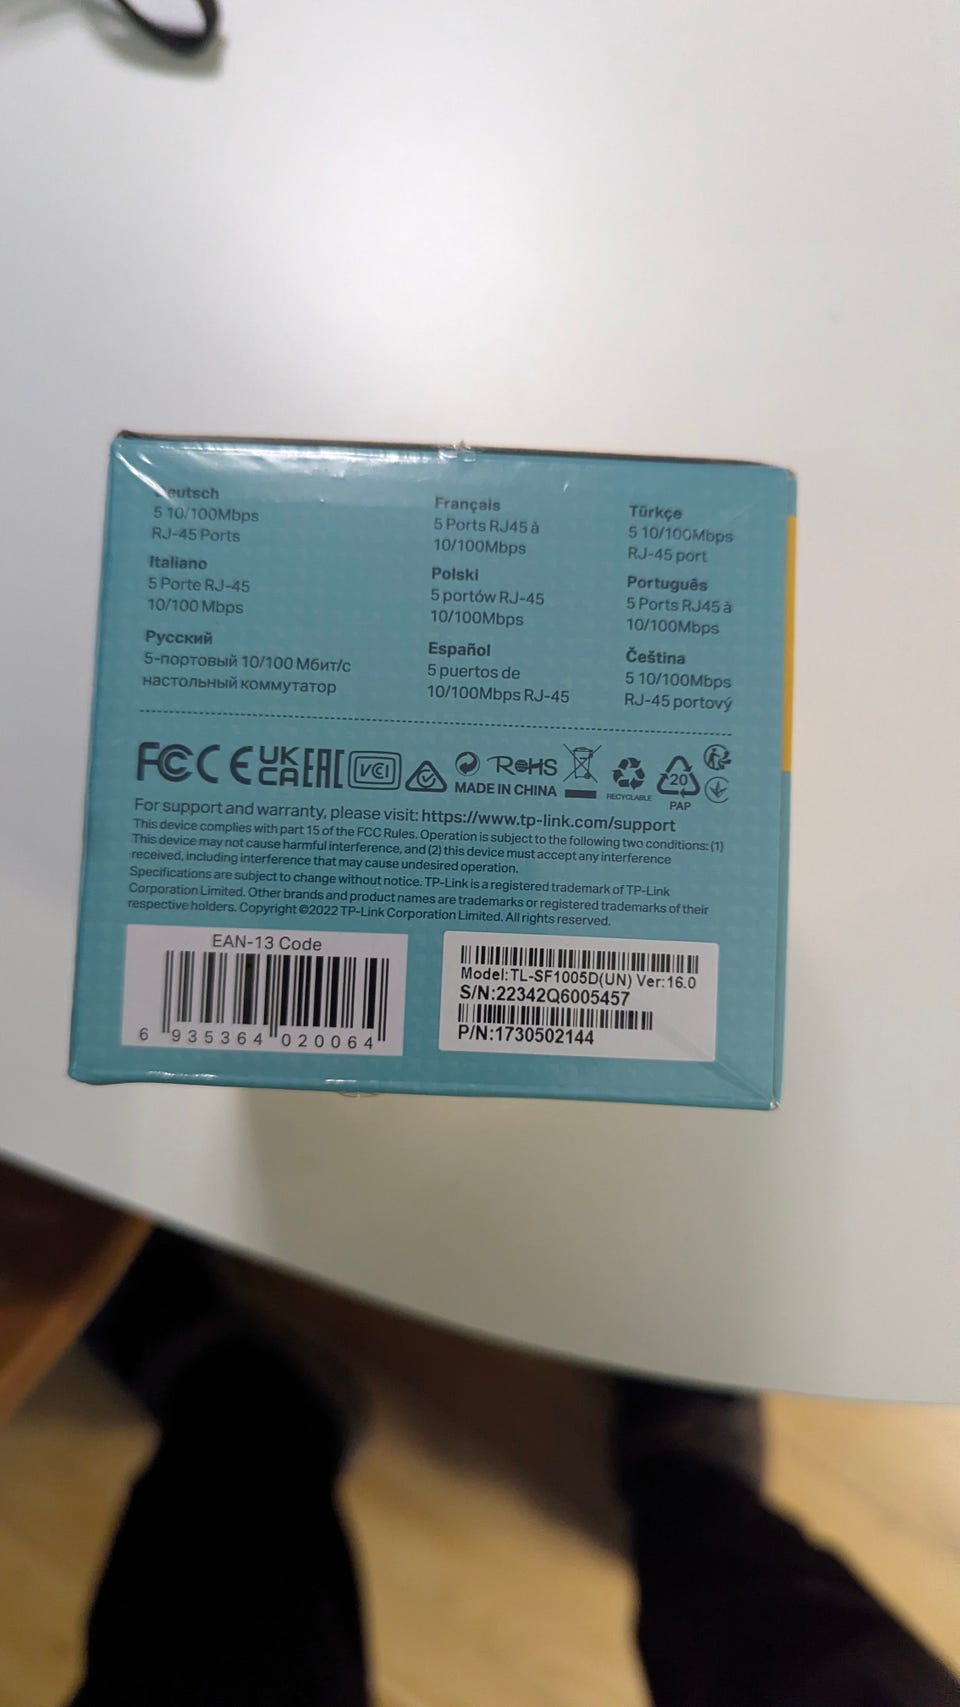 Deutsch
5 10/100Mbps
RJ-45 Ports
Italiano
5 Porte RJ-45
10/100 Mbps
Русский
5-портовый 10/100 Мбит/с
настольный коммутатор
Français
5 Ports RJ45 à
10/100Mbps
Polski
5 portów RJ-45
10/100Mbps
Español
5 puertos de
10/100Mbps RJ-45
Türkçe
5 10/100Mbps
RJ-45 port
Português
5 Ports RJ45 à
10/100Mbps
Čeština
5 10/100Mbps
RJ-45 portový
FCC CE UKCA EAC VCI RoHS
MADE IN CHINA
RECYCLABLE
20
PAP
For support and warranty, please visit: https://www.tp-link.com/support
This device complies with part 15 of the FCC Rules. Operation is subject to the following two conditions: (1)
This device may not cause harmful interference, and (2) this device must accept any interference
received, including interference that may cause undesired operation.
Specifications are subject to change without notice. TP-Link is a registered trademark of TP-Link
Corporation Limited. Other brands and product names are trademarks or registered trademarks of their
respective holders. Copyright ©2022 TP-Link Corporation Limited. All rights reserved.
EAN-13 Code
6 935364 020064
Model:TL-SF1005D(UN) Ver:16.0
S/N:22342Q6005457
P/N:1730502144